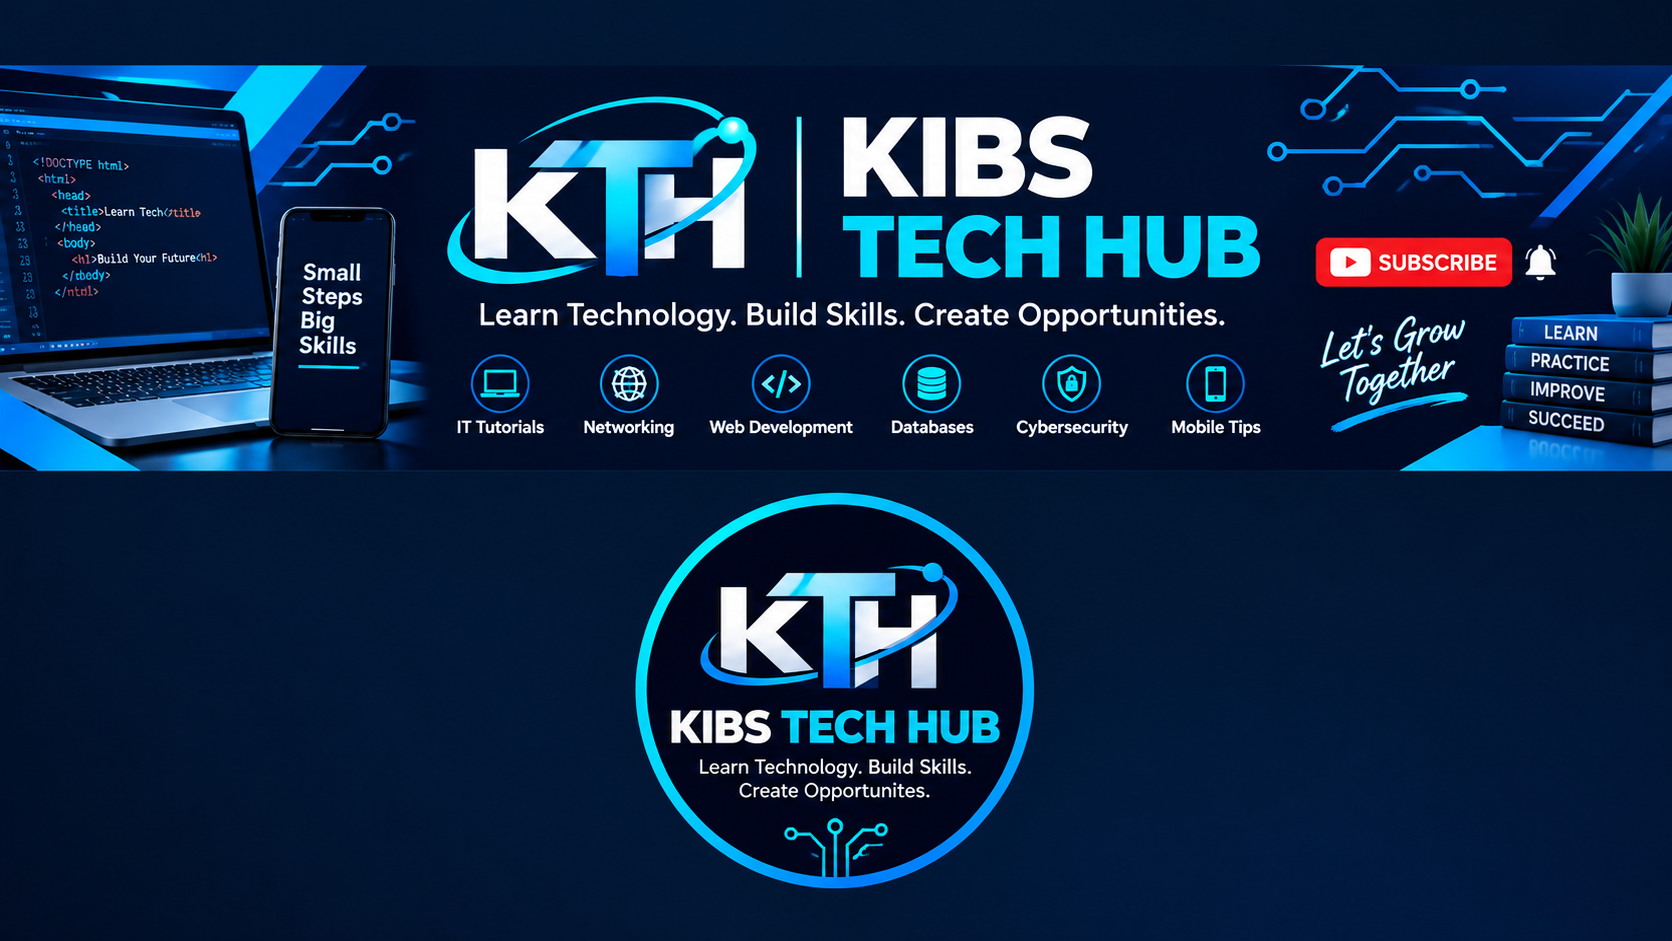 <!DOCTYPE html)
<html>
<head>
<title>Learn Tech</title
</head>
<body>
<h1>Build Your Future<h1>
Small
Steps
Big
Skills
KTH
KIBS
TECH HUB
Learn Technology. Build Skills. Create Opportunities.
IT Tutorials
Networking
Web Development
Databases
Cybersecurity
Mobile Tips
SUBSCRIBE
Let's Grow
Together
LEARN
PRACTICE
IMPROVE
SUCCEED
KTH
KIBS TECH HUB
Learn Technology. Build Skills.
Create Opportunites.